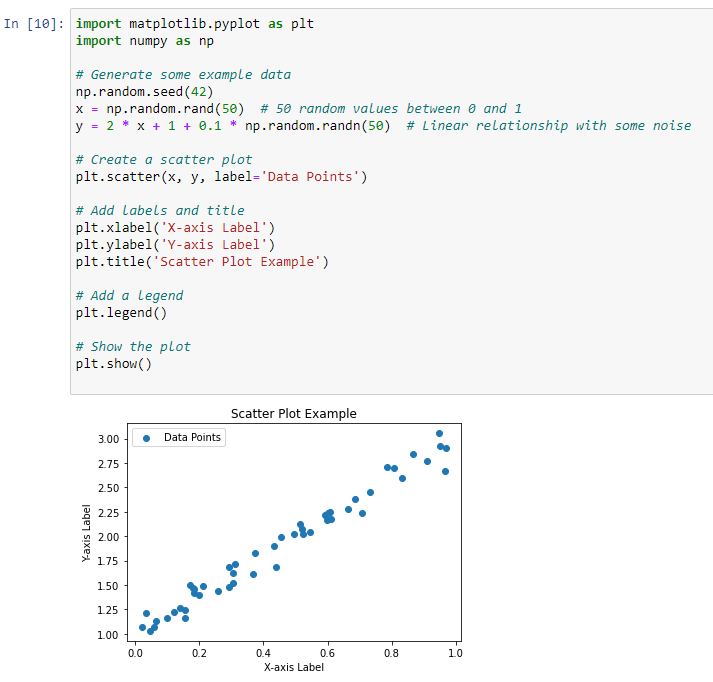 In [10]:
import matplotlib.pyplot as plt
import numpy as np
# Generate some example data
np.random.seed(42)
x = np.random.rand(50)  # 50 random values between 0 and 1
y = 2 * x + 1 + 0.1 * np.random.randn(50)  # Linear relationship with some noise
# Create a scatter plot
plt.scatter(x, y, label='Data Points')
# Add labels and title
plt.xlabel('X-axis Label')
plt.ylabel('Y-axis Label')
plt.title('Scatter Plot Example')
# Add a legend
plt.legend()
# Show the plot
plt.show()
Scatter Plot Example
Data Points
3.00
2.75
2.50
2.25
2.00
1.75
1.50
1.25
1.00
Y-axis Label
0.0 0.2 0.4 0.6 0.8 1.0
X-axis Label